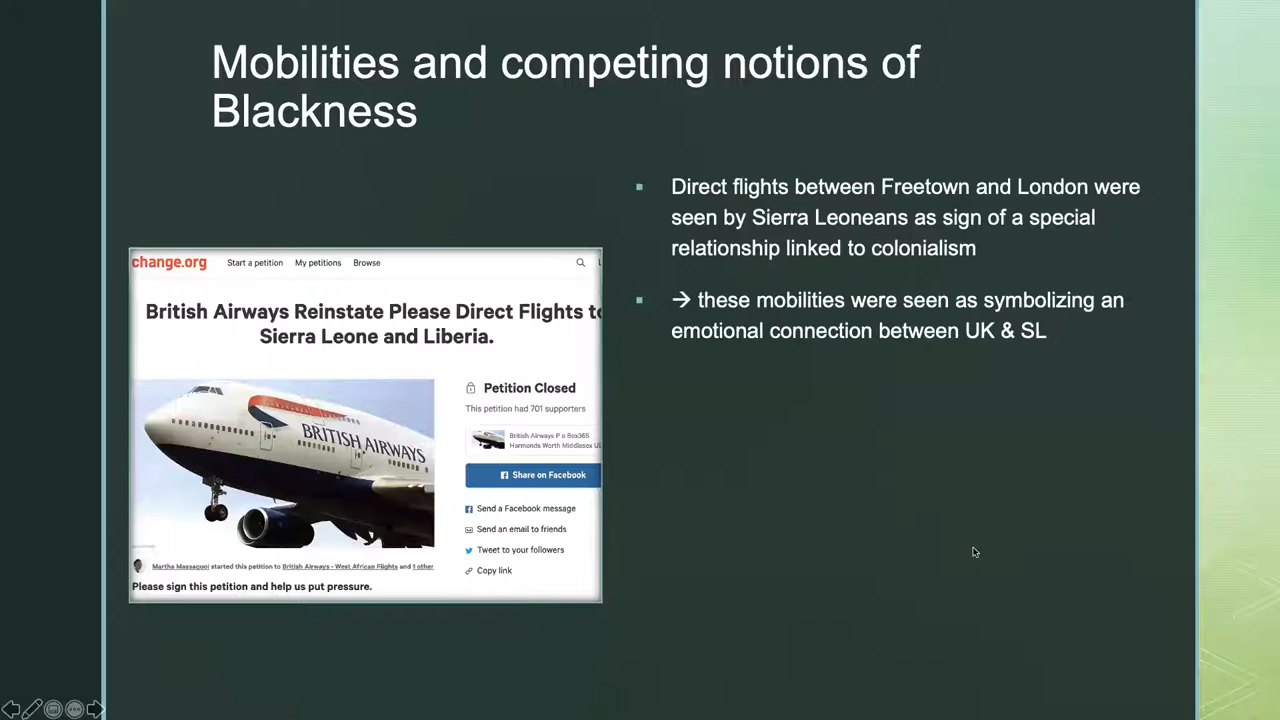 Mobilities and competing notions of
Blackness
Direct flights between Freetown and London were
seen by Sierra Leoneans as sign of a special
relationship linked to colonialism
→ these mobilities were seen as symbolizing an
emotional connection between UK & SL
change.org Start a petition My petitions Browse
British Airways Reinstate Please Direct Flights to
Sierra Leone and Liberia.
BRITISH AIRWAYS
Petition Closed
This petition had 701 supporters
British Airways P o Box365
Harmonds Worth Middlesex
Share on Facebook
Send a Facebook message
Send an email to friends
Tweet to your followers
Copy link
Martha Massaquoi started this petition to British Airways - West African Flights and 1 other
Please sign this petition and help us put pressure.